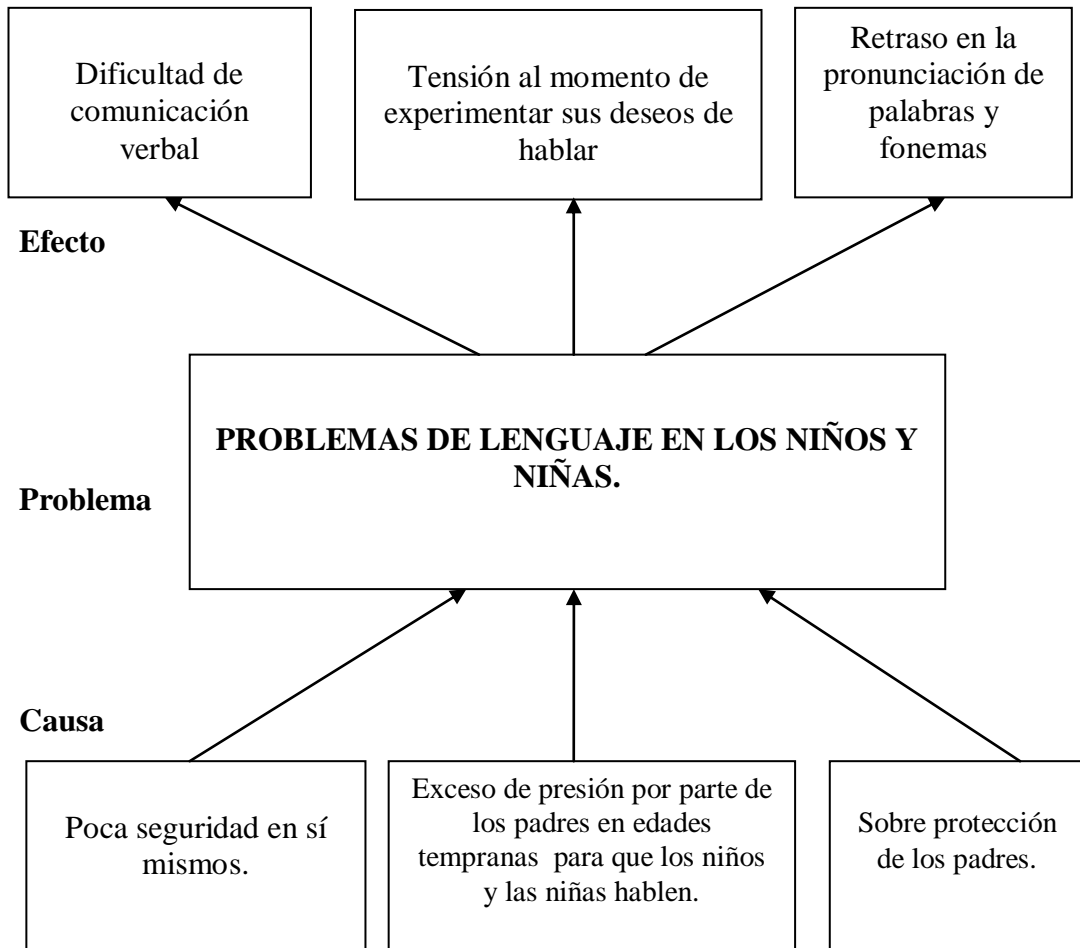 Dificultad de
comunicación
verbal
Tensión al momento de
experimentar sus deseos de
hablar
Retraso en la
pronunciación de
palabras y
fonemas
Efecto
PROBLEMAS DE LENGUAJE EN LOS NIÑOS Y
NIÑAS.
Problema
Causa
Poca seguridad en sí
mismos.
Exceso de presión por parte de
los padres en edades
tempranas  para que los niños
y las niñas hablen.
Sobre protección
de los padres.